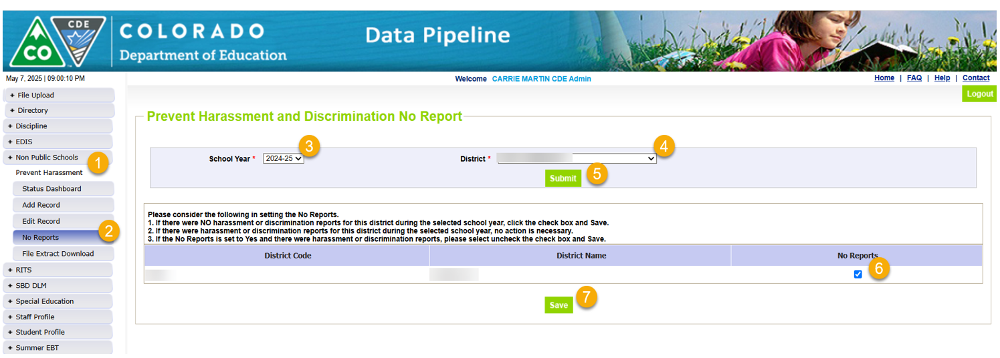 CDE
CO
COLORADO
Department of Education
Data Pipeline
May 7, 2025 | 09:00:10 PM
Welcome CARRIE MARTIN CDE Admin
Home | FAQ | Help | Contact
Logout
+ File Upload
+ Directory
+ Discipline
+ EDIS
+ Non Public Schools
1
Prevent Harassment
Status Dashboard
Add Record
Edit Record
No Reports
2
File Extract Download
+ RITS
+ SBD DLM
+ Special Education
+ Staff Profile
+ Student Profile
+ Summer EBT
Prevent Harassment and Discrimination No Report
School Year * 2024-25
3
District *
4
Submit
5
Please consider the following in setting the No Reports.
1. If there were NO harassment or discrimination reports for this district during the selected school year, click the check box and Save.
2. If there were harassment or discrimination reports for this district during the selected school year, no action is necessary.
3. If the No Reports is set to Yes and there were harassment or discrimination reports, please select uncheck the check box and Save.
District Code District Name No Reports
6
Save
7